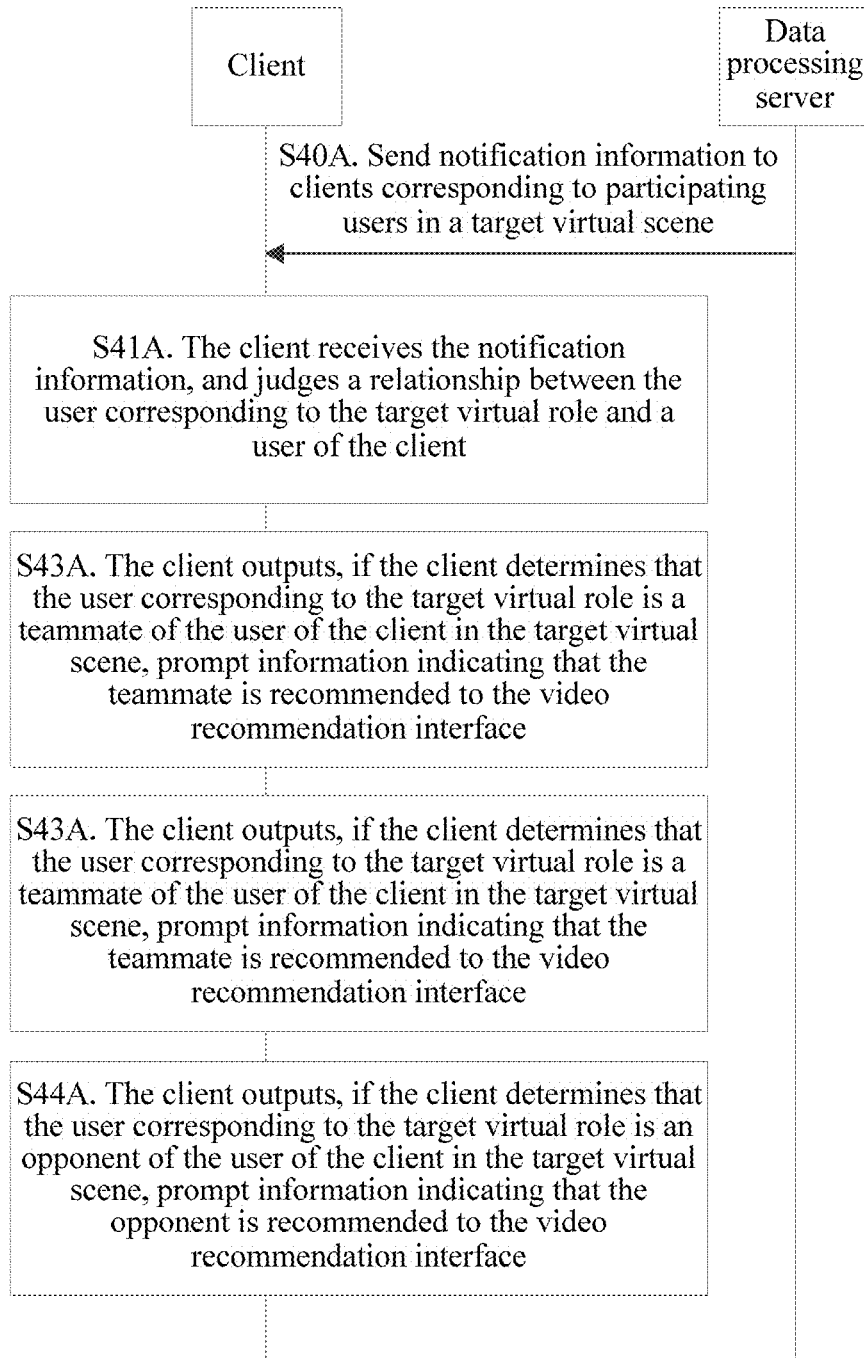 Client
Data
processing
server
S40A. Send notification information to
clients corresponding to participating
users in a target virtual scene
S41A. The client receives the notification
information, and judges a relationship between the
user corresponding to the target virtual role and a
user of the client
S43A. The client outputs, if the client determines that
the user corresponding to the target virtual role is a
teammate of the user of the client in the target virtual
scene, prompt information indicating that the
teammate is recommended to the video
recommendation interface
S43A. The client outputs, if the client determines that
the user corresponding to the target virtual role is a
teammate of the user of the client in the target virtual
scene, prompt information indicating that the
teammate is recommended to the video
recommendation interface
S44A. The client outputs, if the client determines that
the user corresponding to the target virtual role is an
opponent of the user of the client in the target virtual
scene, prompt information indicating that the
opponent is recommended to the video
recommendation interface